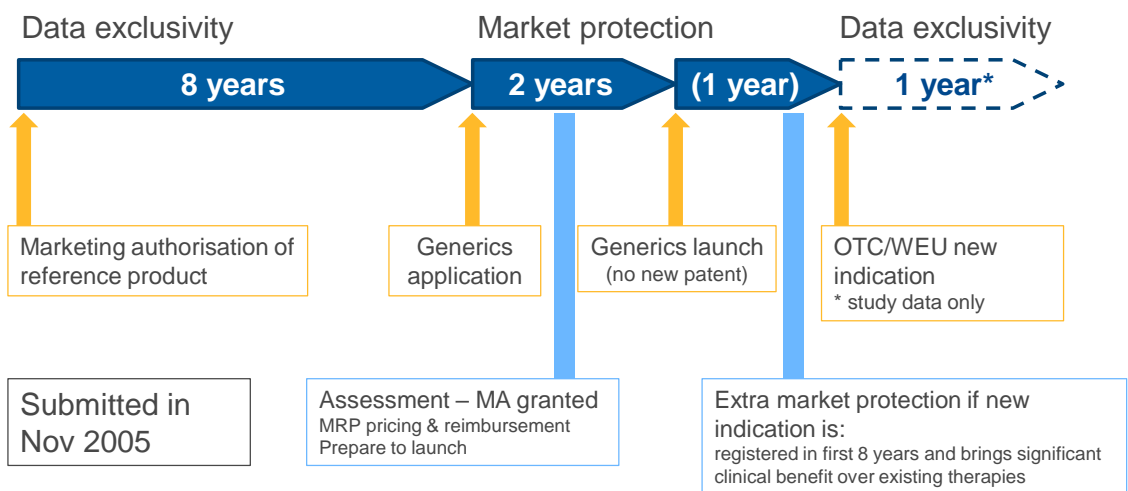 Data exclusivity
Market protection
Data exclusivity
8 years
2 years
(1 year)
1 year*
Marketing authorisation of
reference product
Generics
application
Generics launch
(no new patent)
OTC/WEU new
indication
* study data only
Submitted in
Nov 2005
Assessment – MA granted
MRP pricing & reimbursement
Prepare to launch
Extra market protection if new
indication is:
registered in first 8 years and brings significant
clinical benefit over existing therapies